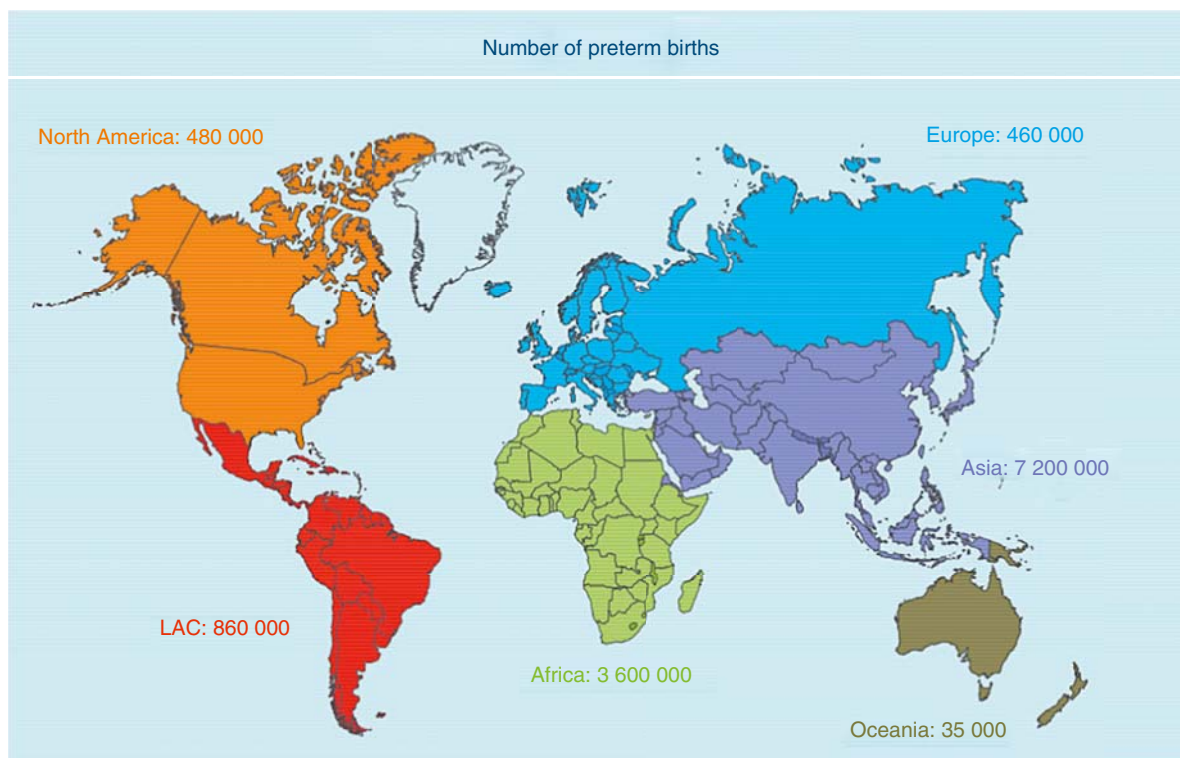 Number of preterm births
North America: 480 000
Europe: 460 000
Asia: 7 200 000
LAC: 860 000
Africa: 3 600 000
Oceania: 35 000